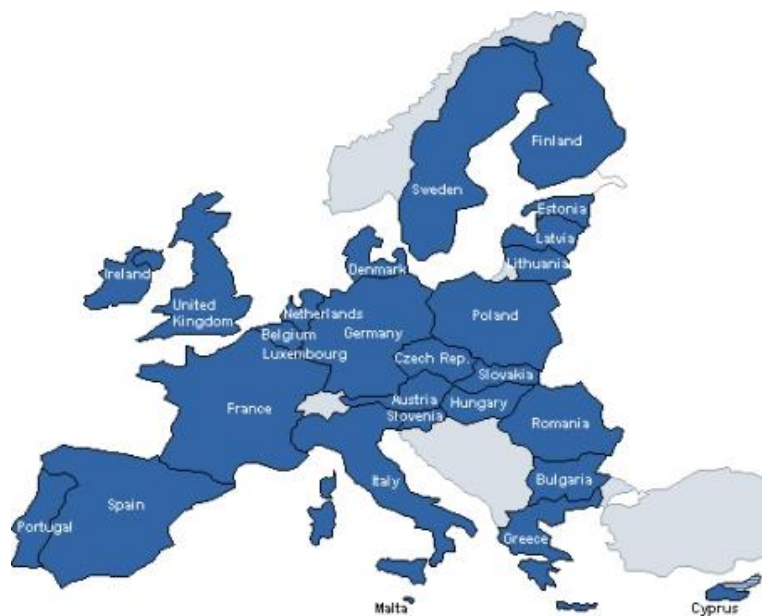 Finland
Sweden
Estonia
Latvia
Lithuania
Denmark
Ireland
United
Kingdom
Netherlands
Belgium
Germany
Luxembourg
Poland
Czech Rep.
Slovakia
Austria
Slovenia
Hungary
France
Romania
Italy
Bulgaria
Spain
Portugal
Greece
Malta
Cyprus